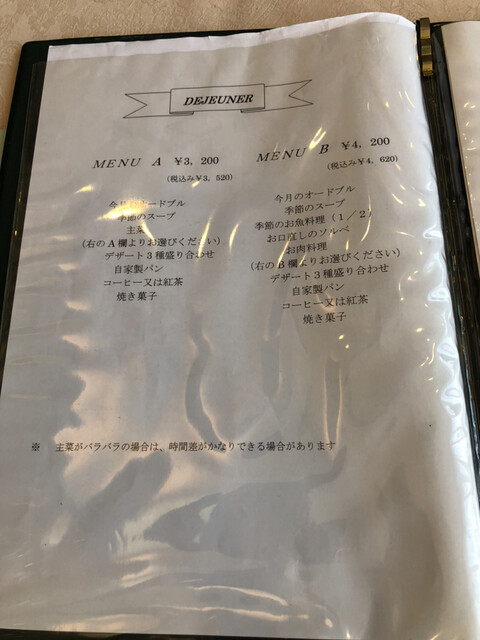 DEJEUNER
MENU A ¥3,200
(税込み¥3,520)
今月のオードブル
季節のスープ
主菜
(右のA欄よりお選びください)
デザート3種盛り合わせ
自家製パン
コーヒー又は紅茶
焼き菓子
MENU B ¥4,200
(税込み¥4,620)
今月のオードブル
季節のスープ
季節のお魚料理(1/2)
お口直しのソルベ
お肉料理
(右のB欄よりお選びください)
デザート3種盛り合わせ
自家製パン
コーヒー又は紅茶
焼き菓子
※ 主菜がバラバラの場合は、時間差がかなりできる場合があります